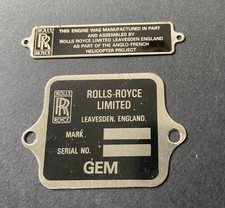 ROLLS
RR
ROYCE
THIS ENGINE WAS MANUFACTURED IN PART
AND ASSEMBLED BY
ROLLS-ROYCE LIMITED LEAVESDEN ENGLAND
AS PART OF THE ANGLO-FRENCH
HELICOPTER PROJECT
ROLLS
RR
ROYCE
ROLLS-ROYCE
LIMITED
LEAVESDEN, ENGLAND.
MARK.
SERIAL NO.
GEM